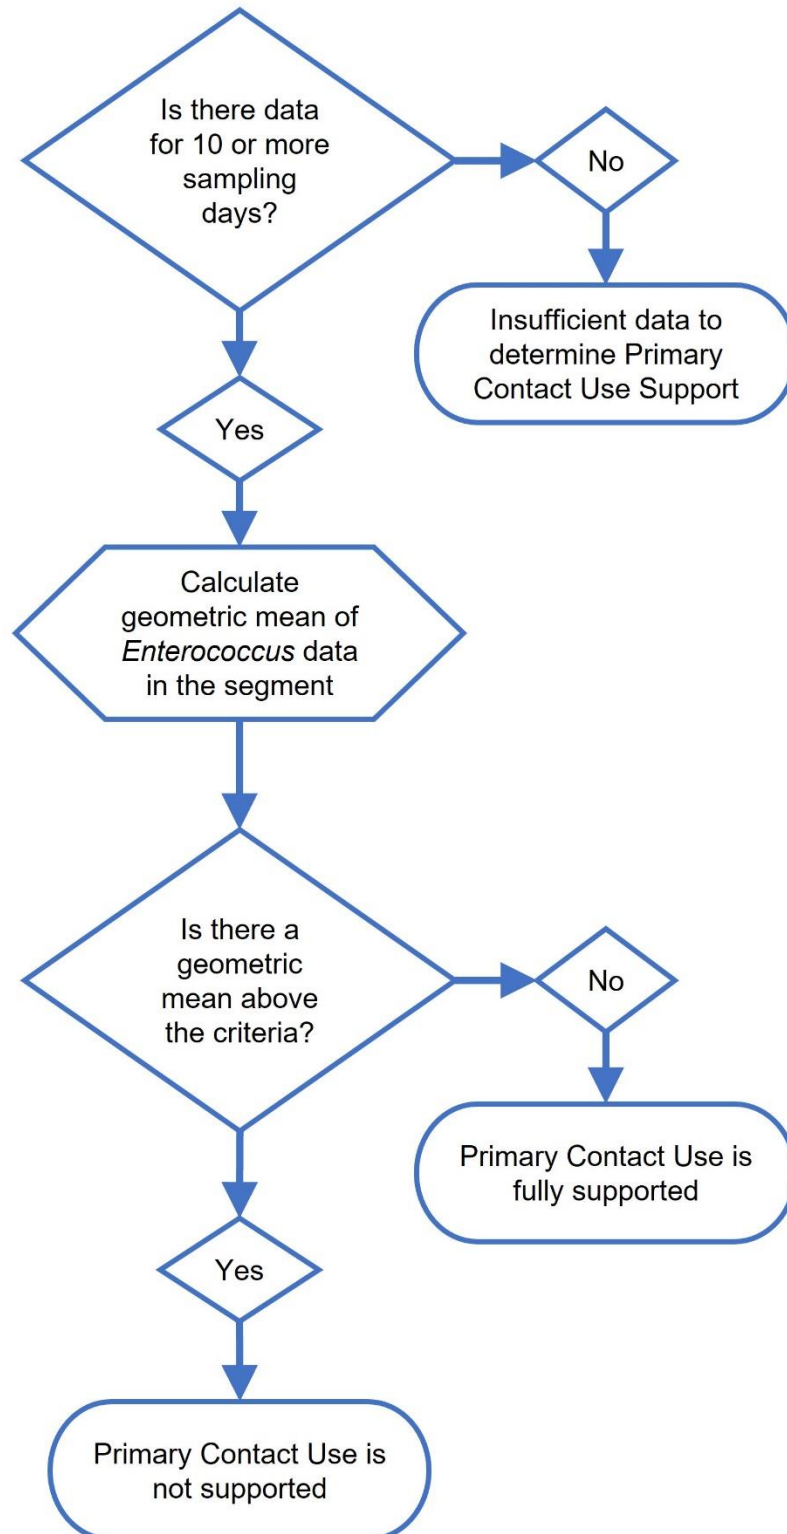 Is there data
for 10 or more
sampling
days?
No
Insufficient data to
determine Primary
Contact Use Support
Yes
Calculate
geometric mean of
Enterococcus data
in the segment
Is there a
geometric
mean above
the criteria?
No
Primary Contact Use is
fully supported
Yes
Primary Contact Use is
not supported